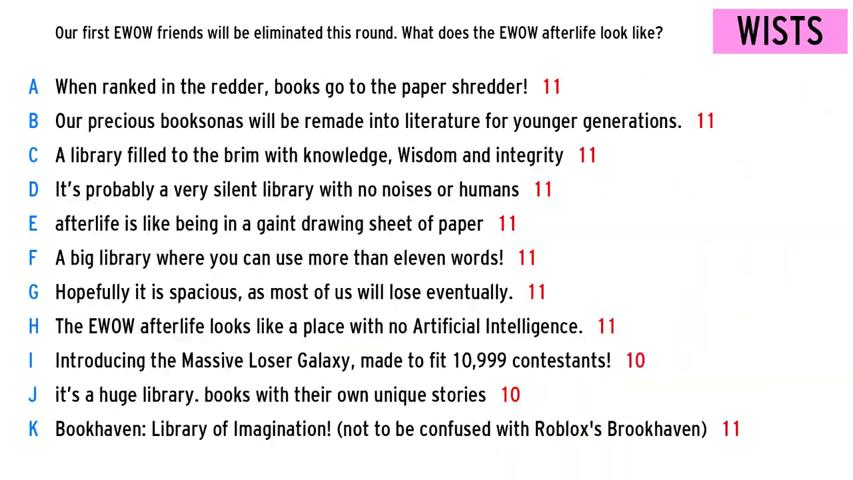 Our first EWOW friends will be eliminated this round. What does the EWOW afterlife look like?
WISTS
A When ranked in the redder, books go to the paper shredder! 11
B Our precious booksonas will be remade into literature for younger generations. 11
C A library filled to the brim with knowledge, Wisdom and integrity 11
D It's probably a very silent library with no noises or humans 11
E afterlife is like being in a gaint drawing sheet of paper 11
F A big library where you can use more than eleven words! 11
G Hopefully it is spacious, as most of us will lose eventually. 11
H The EWOW afterlife looks like a place with no Artificial Intelligence. 11
I Introducing the Massive Loser Galaxy, made to fit 10,999 contestants! 10
J it's a huge library. books with their own unique stories 10
K Bookhaven: Library of Imagination! (not to be confused with Roblox's Brookhaven) 11